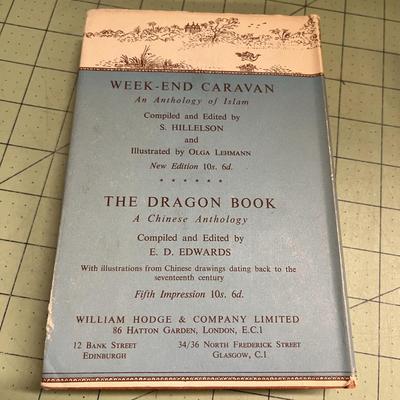 WEEK-END CARAVAN
An Anthology of Islam
Compiled and Edited by
S. HILLELSON
and
Illustrated by OLGA LEHMANN
New Edition 10s. 6d.
* * * * * *
THE DRAGON BOOK
A Chinese Anthology
Compiled and Edited by
E. D. EDWARDS
With illustrations from Chinese drawings dating back to the
seventeenth century
Fifth Impression 10s. 6d.
WILLIAM HODGE & COMPANY LIMITED
86 HATTON GARDEN, LONDON, E.C.1
12 BANK STREET 34/36 NORTH FREDERICK STREET
EDINBURGH GLASGOW, C.1